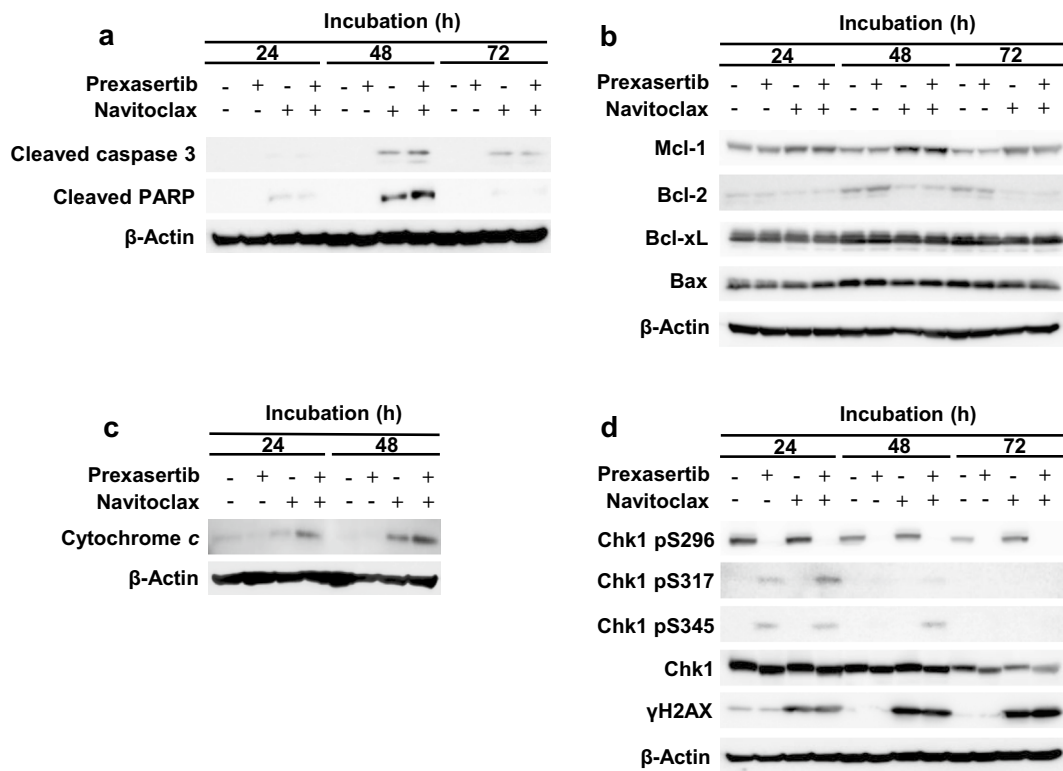 a
Incubation (h)
24 48 72
Prexasertib - + - + - + - + - + - +
Navitoclax - - + + - - + + - - + +
Cleaved caspase 3
Cleaved PARP
β-Actin
b
Incubation (h)
24 48 72
Prexasertib - + - + - + - + - + - +
Navitoclax - - + + - - + + - - + +
Mcl-1
Bcl-2
Bcl-xL
Bax
β-Actin
c
Incubation (h)
24 48
Prexasertib - + - + - + - +
Navitoclax - - + + - - + +
Cytochrome c
β-Actin
d
Incubation (h)
24 48 72
Prexasertib - + - + - + - + - + - +
Navitoclax - - + + - - + + - - + +
Chk1 pS296
Chk1 pS317
Chk1 pS345
Chk1
γH2AX
β-Actin